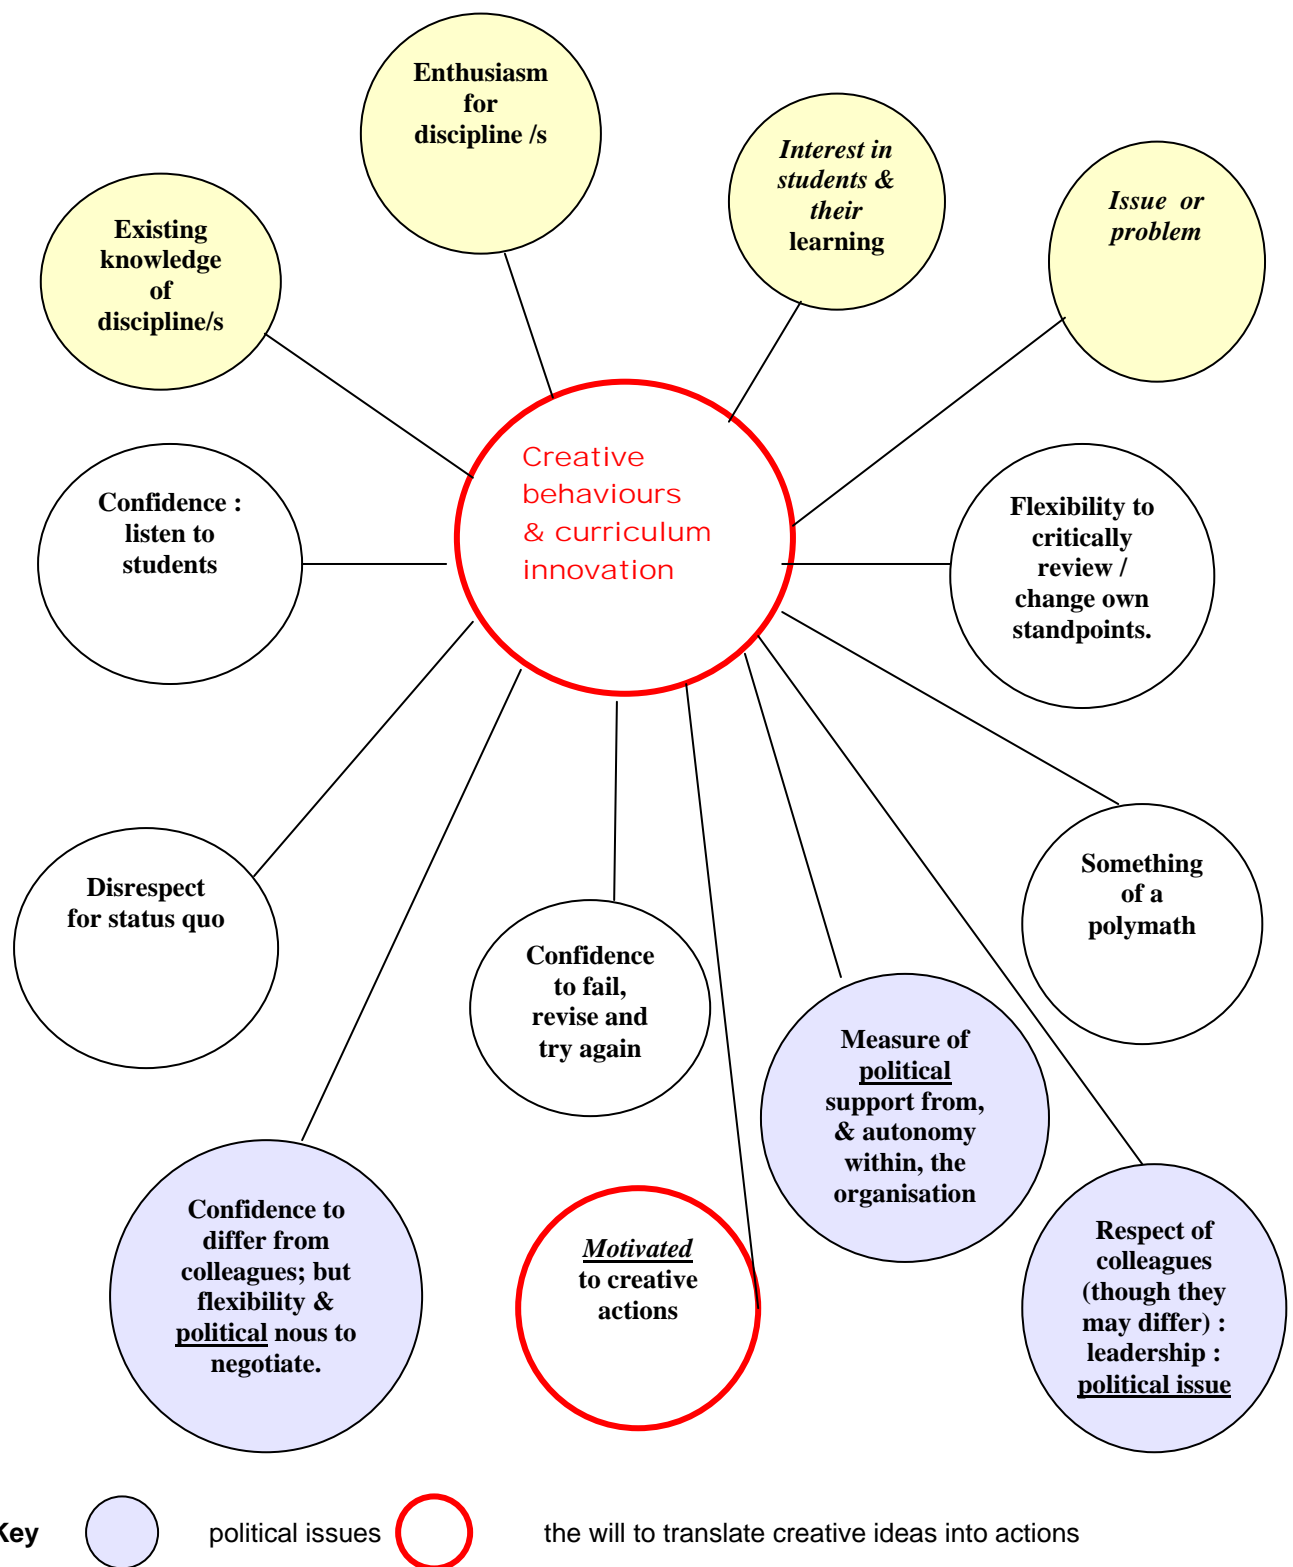 Enthusiasm
for
discipline /s
Interest in
students &
their
learning
Issue or
problem
Existing
knowledge
of
discipline/s
Creative
behaviours
& curriculum
innovation
Confidence :
listen to
students
Flexibility to
critically
review /
change own
standpoints.
Disrespect
for status quo
Something
of a
polymath
Confidence
to fail,
revise and
try again
Measure of
political
support from,
& autonomy
within, the
organisation
Confidence to
differ from
colleagues; but
flexibility &
political nous to
negotiate.
Motivated
to creative
actions
Respect of
colleagues
(though they
may differ) :
leadership :
political issue
Key political issues the will to translate creative ideas into actions